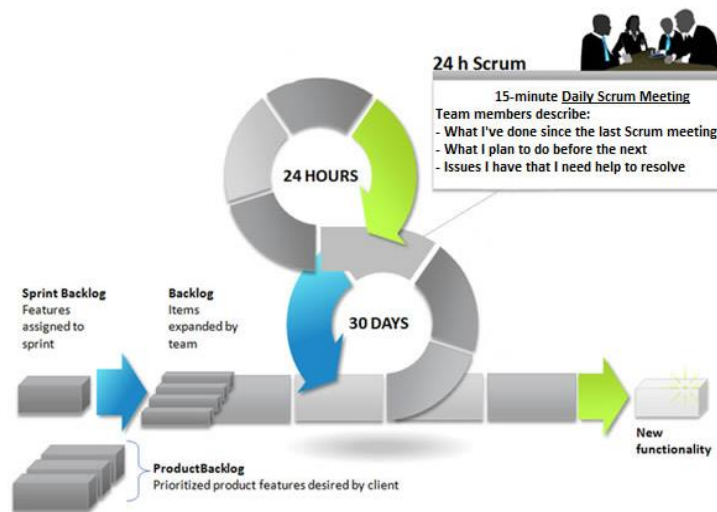 24 h Scrum
15-minute Daily Scrum Meeting
Team members describe:
- What I've done since the last Scrum meeting
- What I plan to do before the next
- Issues I have that I need help to resolve
24 HOURS
30 DAYS
Sprint Backlog
Features
assigned to
sprint
Backlog
Items
expanded by
team
New
functionality
ProductBacklog
Prioritized product features desired by client